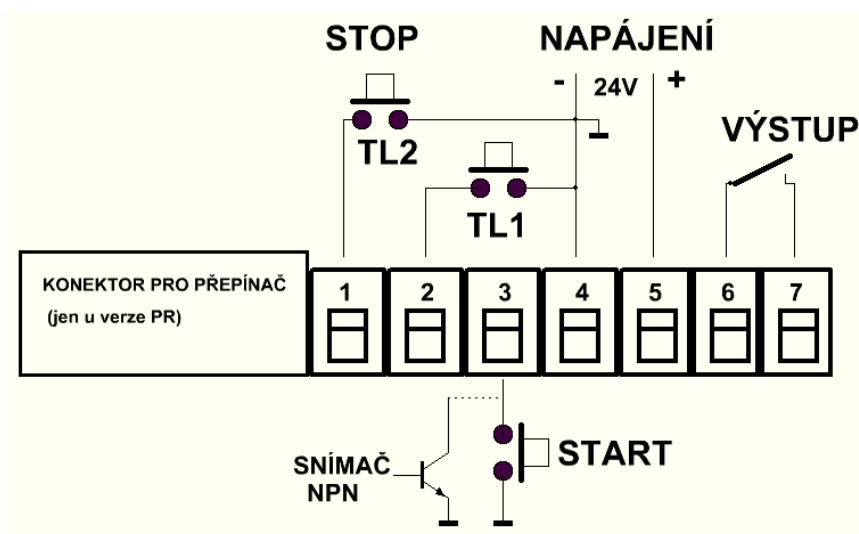 STOP
NAPÁJENÍ
- 24V +
VÝSTUP
TL2
TL1
KONEKTOR PRO PŘEPÍNAČ
(jen u verze PR)
1 2 3 4 5 6 7
SNÍMAČ
NPN
START